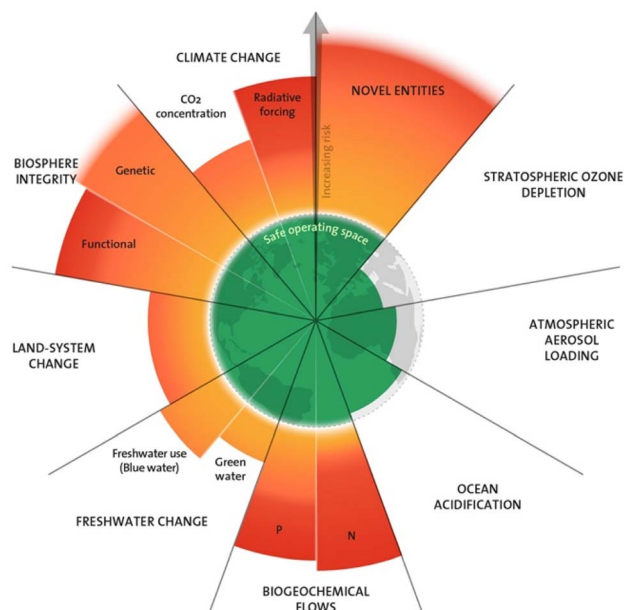 CLIMATE CHANGE
CO2
concentration
Radiative
forcing
NOVEL ENTITIES
Increasing risk
BIOSPHERE
INTEGRITY
Genetic
Functional
STRATOSPHERIC OZONE
DEPLETION
Safe operating space
LAND-SYSTEM
CHANGE
ATMOSPHERIC
AEROSOL
LOADING
Freshwater use
(Blue water)
Green
water
FRESHWATER CHANGE
OCEAN
ACIDIFICATION
P
N
BIOGEOCHEMICAL
FLOWS